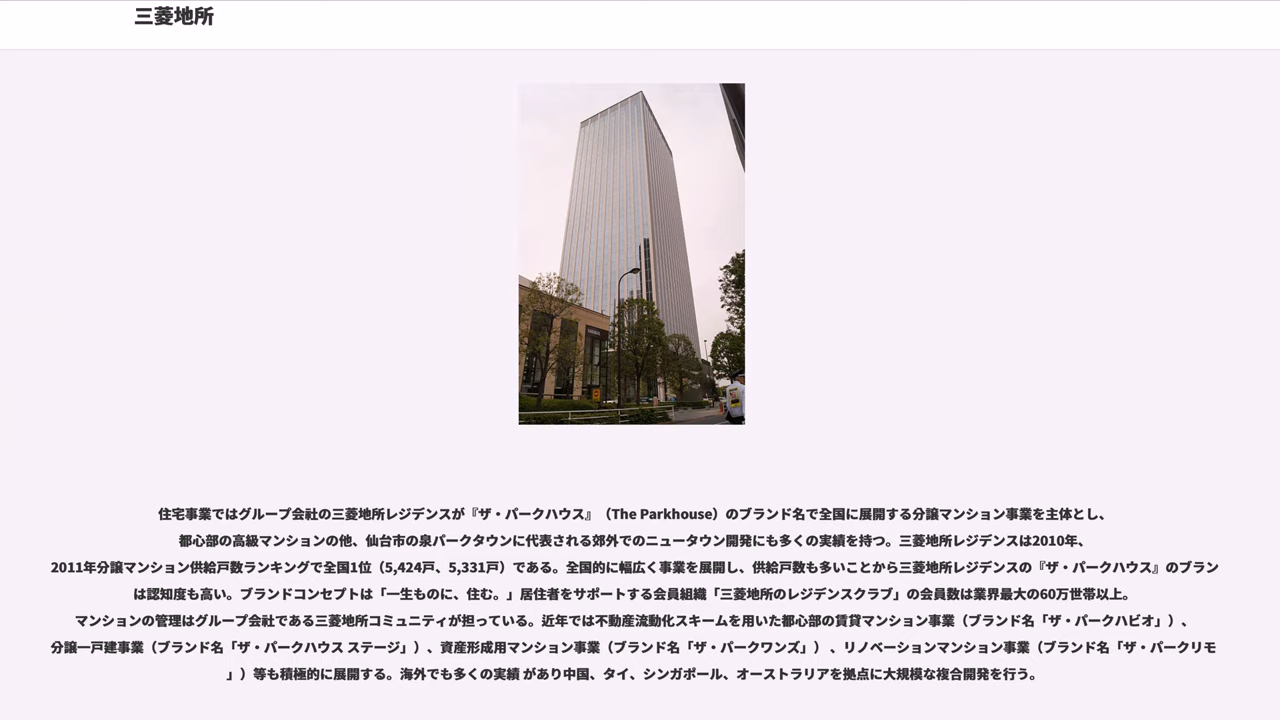 三菱地所
住宅事業ではグループ会社の三菱地所レジデンスが『ザ・パークハウス』（The Parkhouse）のブランド名で全国に展開する分譲マンション事業を主体とし、
都心部の高級マンションの他、仙台市の泉パークタウンに代表される郊外でのニュータウン開発にも多くの実績を持つ。三菱地所レジデンスは2010年、
2011年分譲マンション供給戸数ランキングで全国1位（5,424戸、5,331戸）である。全国的に幅広く事業を展開し、供給戸数も多いことから三菱地所レジデンスの『ザ・パークハウス』のブラン
は認知度も高い。ブランドコンセプトは「一生ものに、住む。」居住者をサポートする会員組織「三菱地所のレジデンスクラブ」の会員数は業界最大の60万世帯以上。
マンションの管理はグループ会社である三菱地所コミュニティが担っている。近年では不動産流動化スキームを用いた都心部の賃貸マンション事業（ブランド名「ザ・パークハビオ」）、
分譲一戸建事業（ブランド名「ザ・パークハウス ステージ」）、資産形成用マンション事業（ブランド名「ザ・パークワンズ」） 、リノベーションマンション事業（ブランド名「ザ・パークリモ
」）等も積極的に展開する。海外でも多くの実績 があり中国、タイ、シンガポール、オーストラリアを拠点に大規模な複合開発を行う。